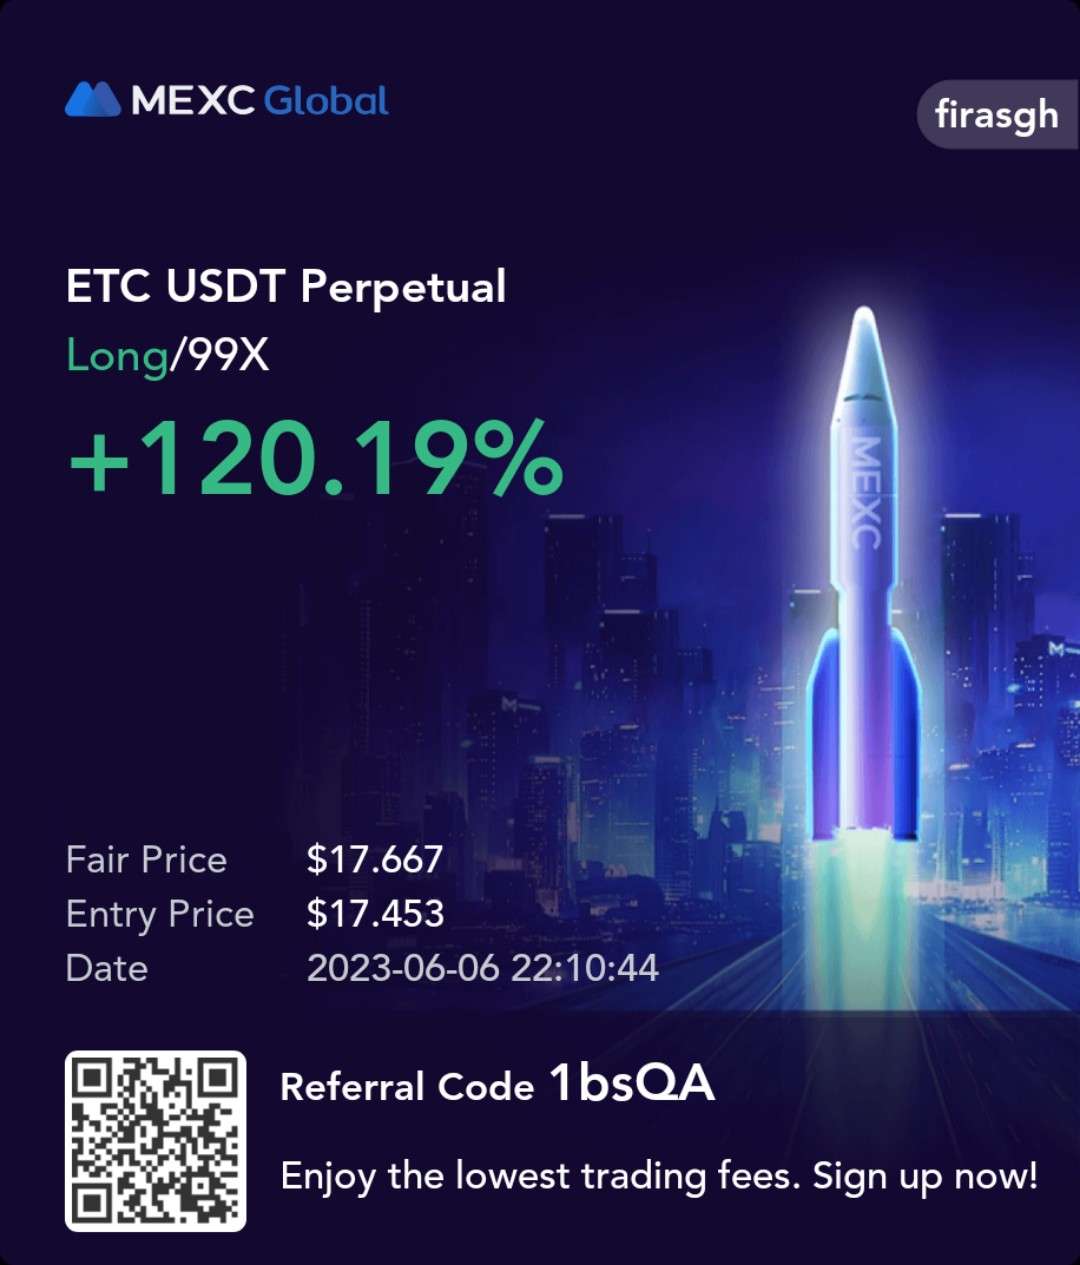 MEXC Global
firasgh
ETC USDT Perpetual
Long/99X
+120.19%
MEXC
Fair Price $17.667
Entry Price $17.453
Date 2023-06-06 22:10:44
Referral Code 1bsQA
Enjoy the lowest trading fees. Sign up now!